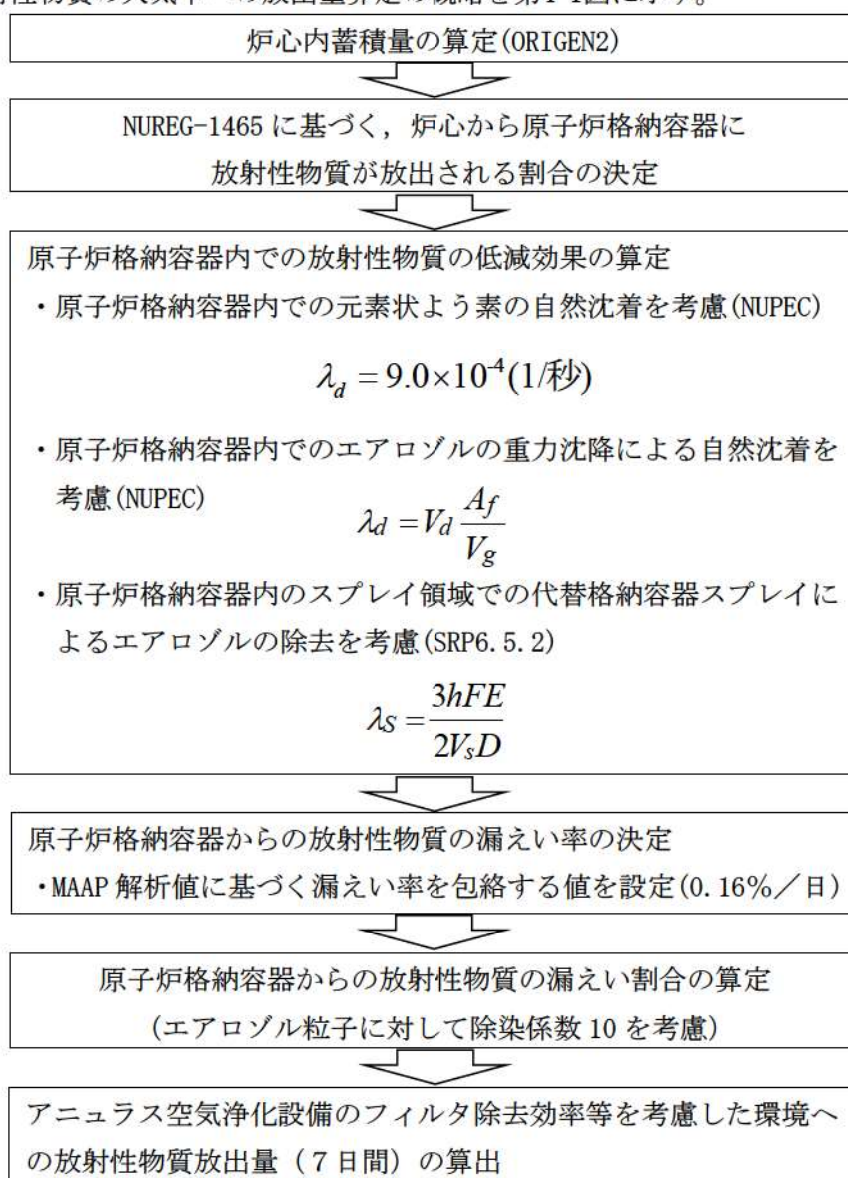 炉心内蓄積量の算定(ORIGEN2)
NUREG-1465 に基づく，炉心から原子炉格納容器に
放射性物質が放出される割合の決定
原子炉格納容器内での放射性物質の低減効果の算定
・原子炉格納容器内での元素状よう素の自然沈着を考慮(NUPEC)
λd = 9.0×10^-4(1/秒)
・原子炉格納容器内でのエアロゾルの重力沈降による自然沈着を
考慮(NUPEC)
λd = Vd Af/Vg
・原子炉格納容器内のスプレイ領域での代替格納容器スプレイに
よるエアロゾルの除去を考慮(SRP6.5.2)
λS = 3hFE/2VsD
原子炉格納容器からの放射性物質の漏えい率の決定
・MAAP 解析値に基づく漏えい率を包絡する値を設定(0.16％／日)
原子炉格納容器からの放射性物質の漏えい割合の算定
(エアロゾル粒子に対して除染係数 10 を考慮)
アニュラス空気浄化設備のフィルタ除去効率等を考慮した環境へ
の放射性物質放出量（７日間）の算出